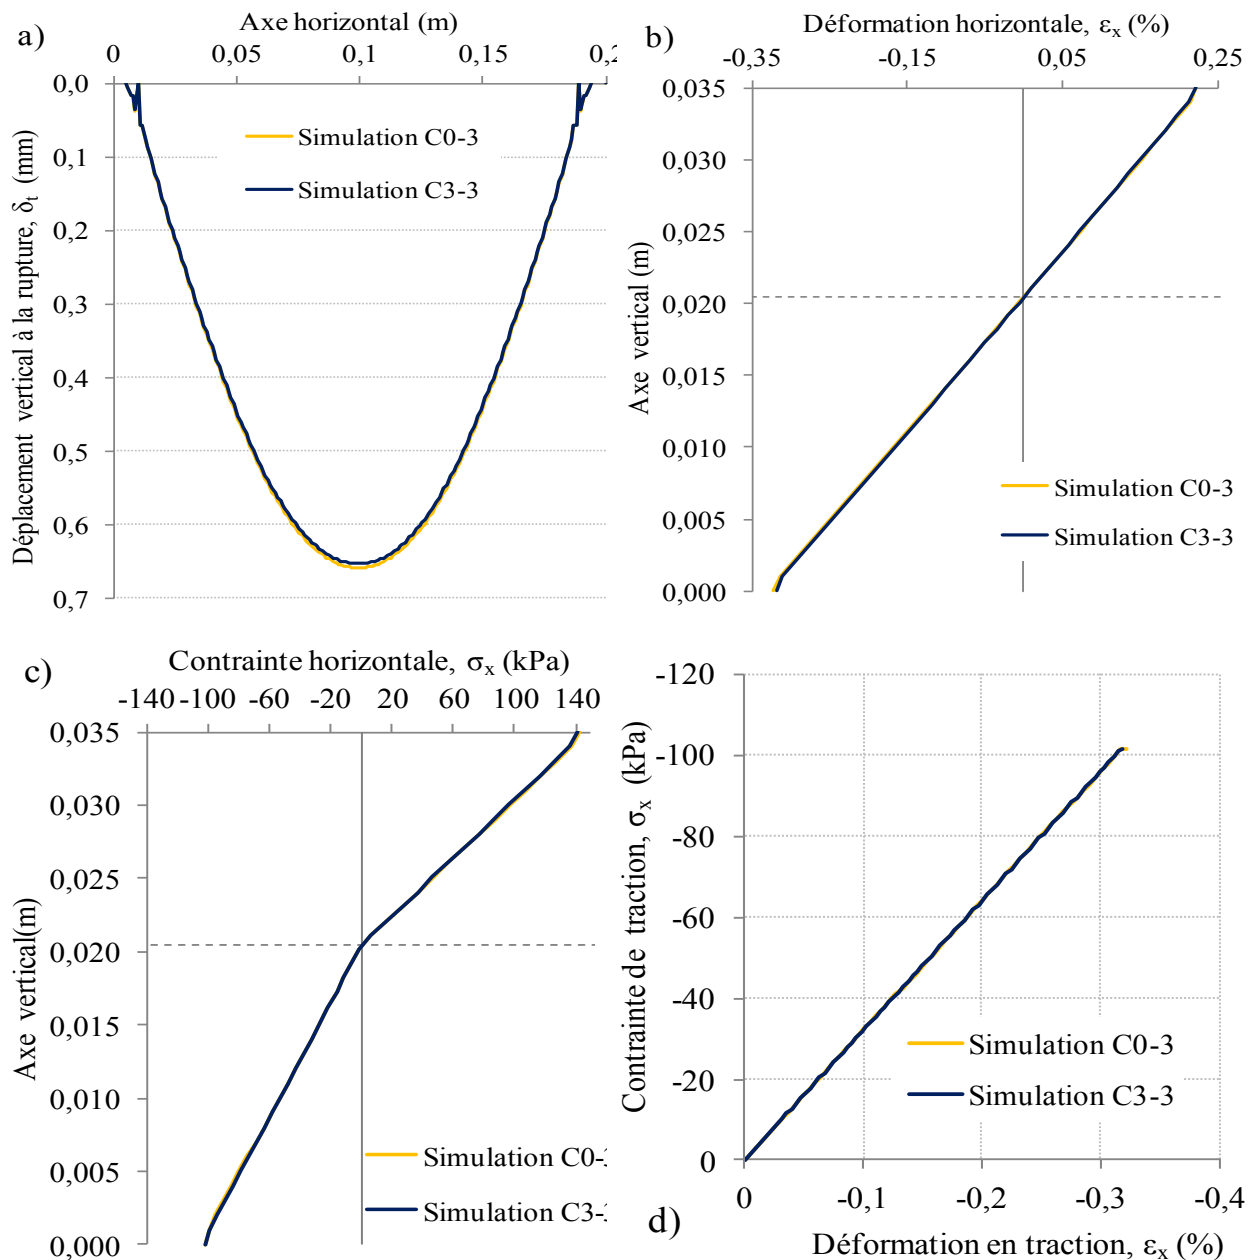 a)
Axe horizontal (m)
0 0,05 0,1 0,15 0,2
0,0
0,1
0,2
0,3
0,4
0,5
0,6
0,7
Déplacement vertical à la rupture, δt (mm)
Simulation C0-3
Simulation C3-3
b)
Déformation horizontale, εx (%)
-0,35 -0,15 0,05 0,25
0,035
0,030
0,025
0,020
0,015
0,010
0,005
0,000
Axe vertical (m)
Simulation C0-3
Simulation C3-3
c)
Contrainte horizontale, σx (kPa)
-140 -100 -60 -20 20 60 100 140
0,035
0,030
0,025
0,020
0,015
0,010
0,005
0,000
Axe vertical(m)
Simulation C0-
Simulation C3-
-120
-100
-80
-60
-40
-20
0
Contrainte de traction, σx (kPa)
Simulation C0-3
Simulation C3-3
0 -0,1 -0,2 -0,3 -0,4
d)
Déformation en traction, εx (%)